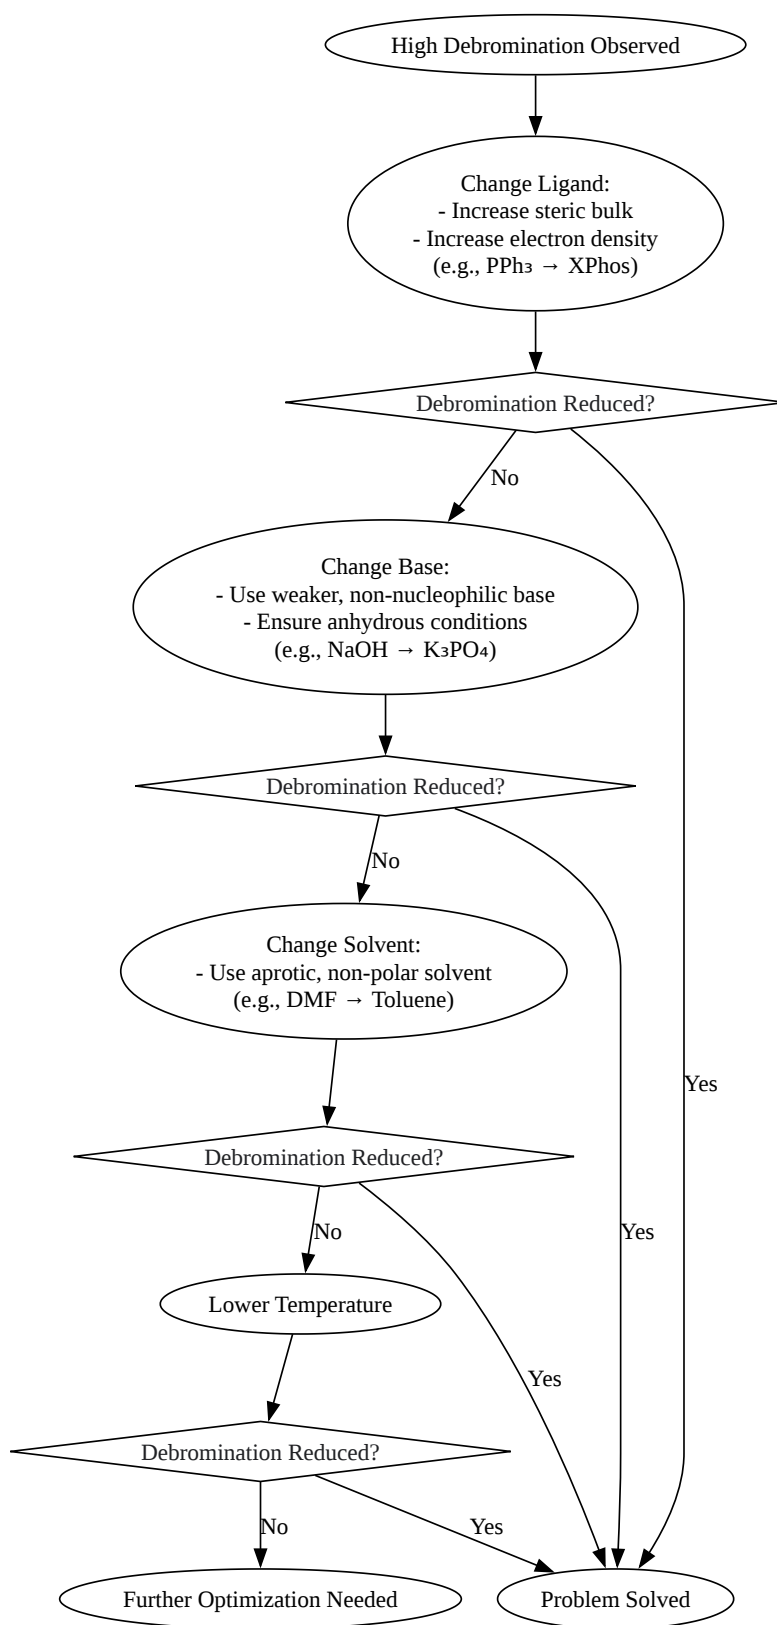 High Debromination Observed
Change Ligand:
- Increase steric bulk
- Increase electron density
(e.g., PPh₃ → XPhos)
Debromination Reduced?
No
Change Base:
- Use weaker, non-nucleophilic base
- Ensure anhydrous conditions
(e.g., NaOH → K₃PO₄)
Debromination Reduced?
No
Change Solvent:
- Use aprotic, non-polar solvent
(e.g., DMF → Toluene)
Yes
Debromination Reduced?
No
Yes
Lower Temperature
Yes
Debromination Reduced?
No
Yes
Further Optimization Needed
Problem Solved